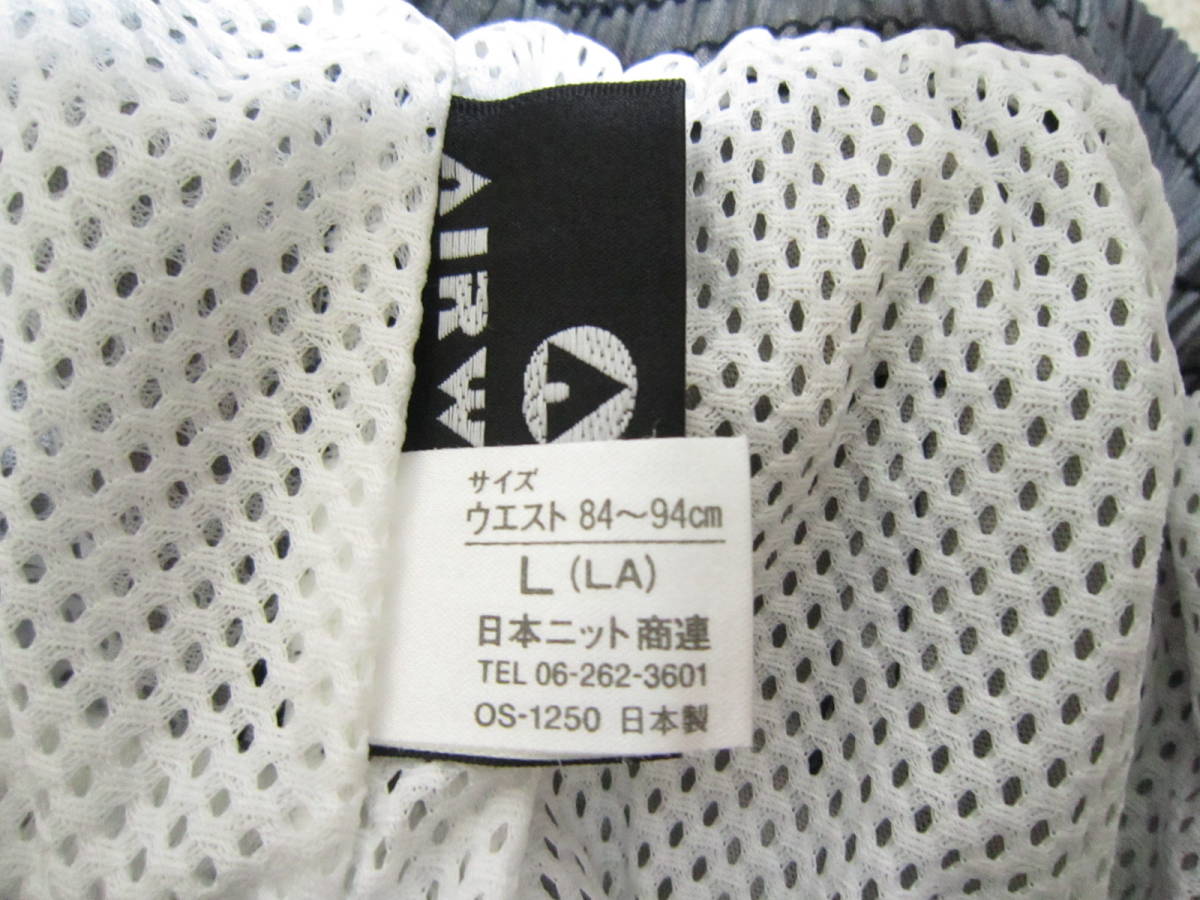 AIRW
サイズ
ウエスト 84～94cm
L (LA)
日本ニット商連
TEL 06-262-3601
OS-1250 日本製